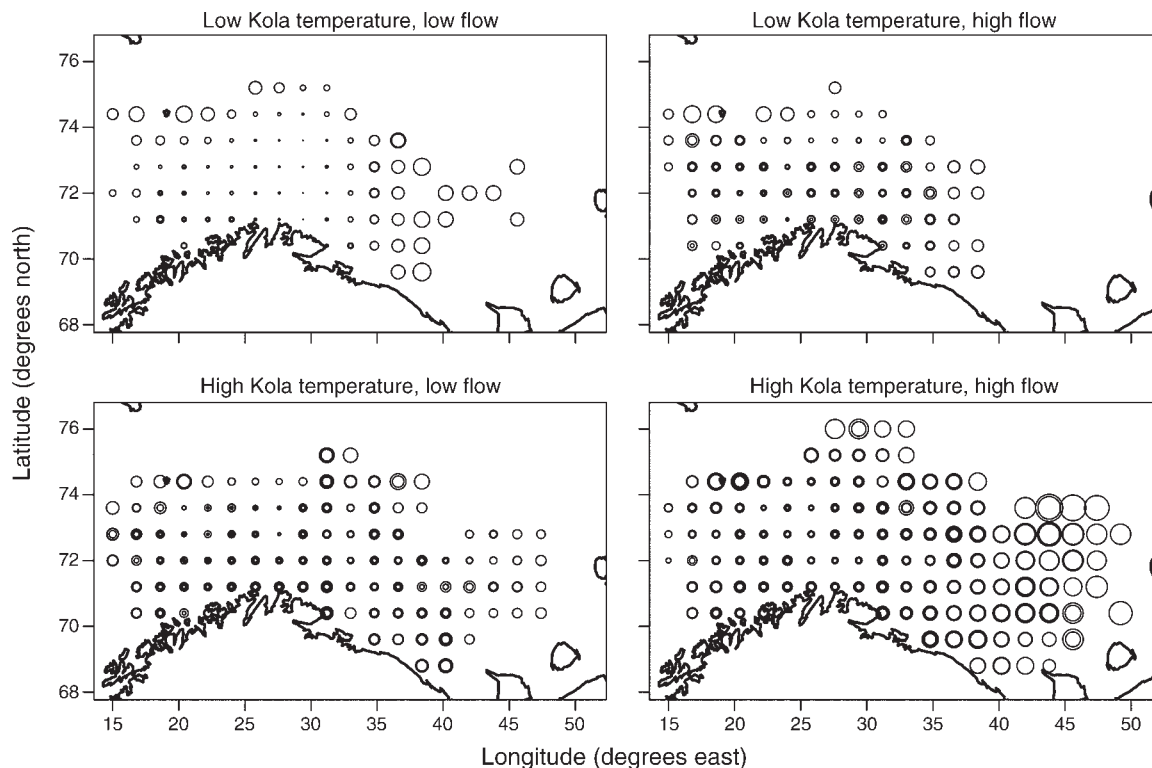 Low Kola temperature, low flow
Low Kola temperature, high flow
76
74
72
70
68
High Kola temperature, low flow
High Kola temperature, high flow
76
74
72
70
68
15 20 25 30 35 40 45 50
15 20 25 30 35 40 45 50
Latitude (degrees north)
Longitude (degrees east)